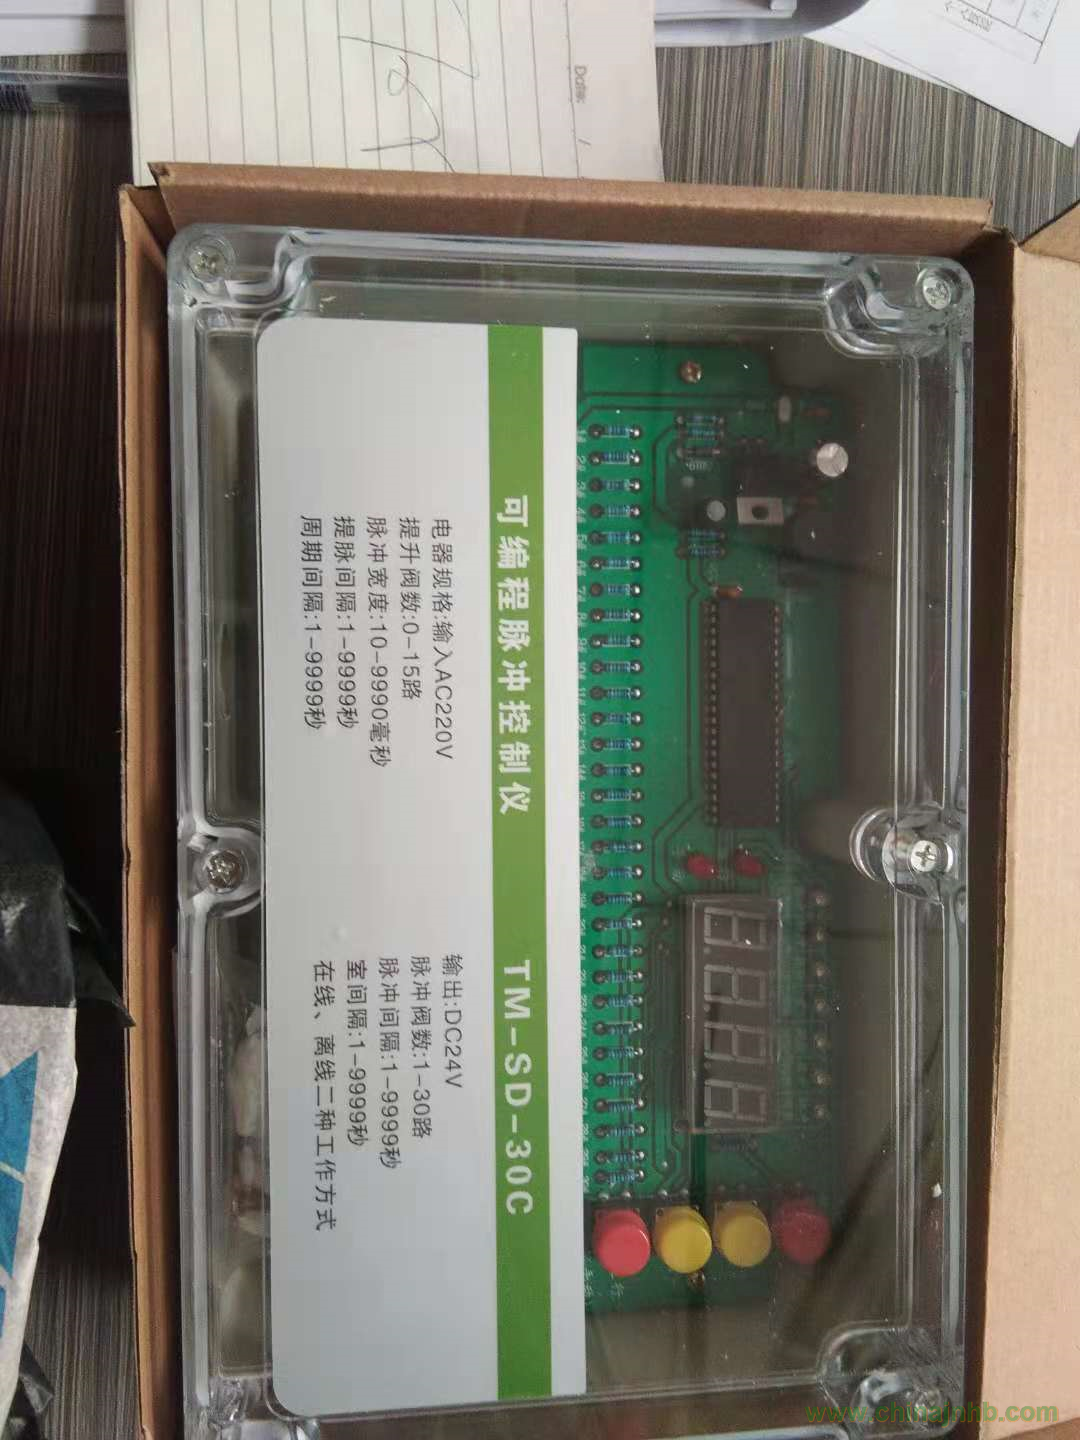 可编程脉冲控制仪 TM-SD-30C
电器规格:输入AC220V 输出:DC24V
提升阀数:0-15路 脉冲阀数:1-30路
脉冲宽度:10-9990毫秒 脉冲间隔:1-9999秒
提脉间隔:1-9999秒 室间隔:1-9999秒
周期间隔:1-9999秒 在线、离线二种工作方式
Date:
www.chinajnhb.com